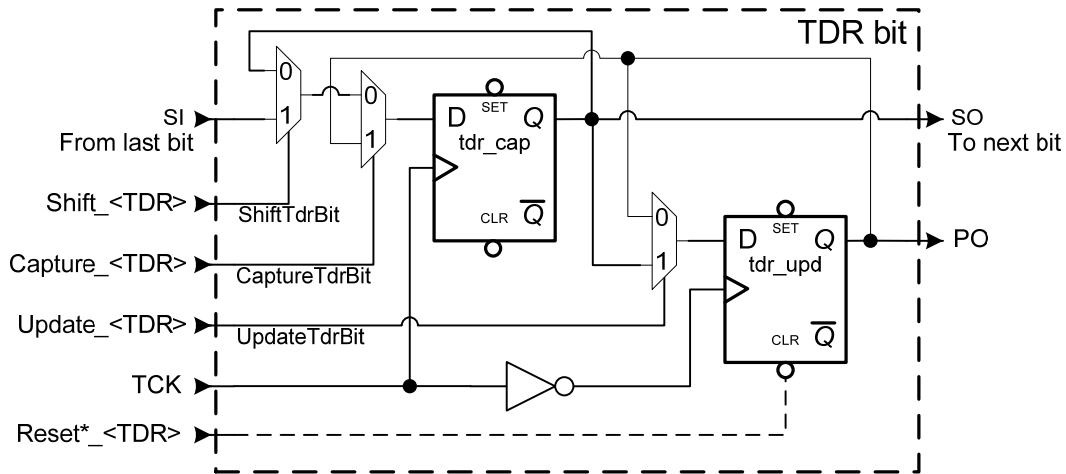 TDR bit
0
1
0
1
SI
From last bit
SET
D
Q
tdr_cap
CLR
Q
SO
To next bit
Shift_<TDR>
ShiftTdrBit
Capture_<TDR>
CaptureTdrBit
0
1
SET
D
Q
tdr_upd
CLR
Q
PO
Update_<TDR>
UpdateTdrBit
TCK
Reset*_<TDR>